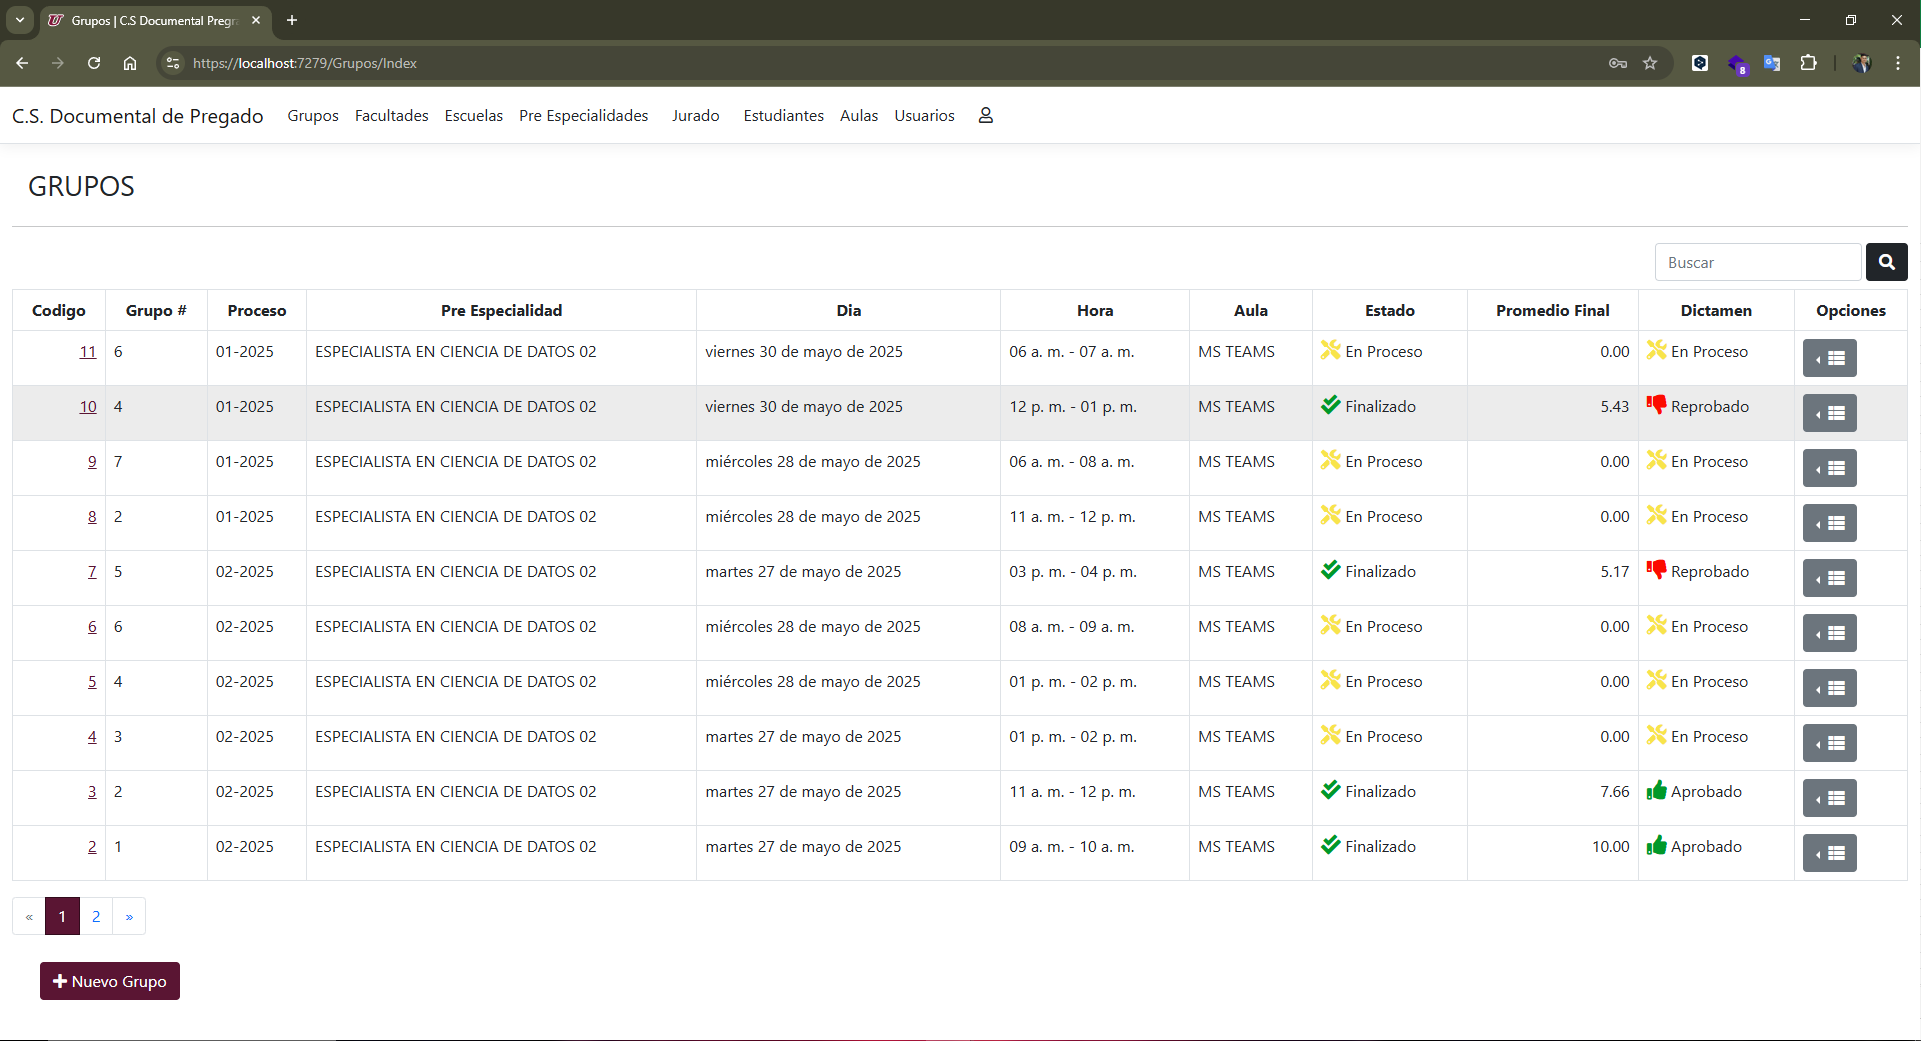 Grupos | C.S Documental Pregra
https://localhost:7279/Grupos/Index
8
C.S. Documental de Pregado Grupos Facultades Escuelas Pre Especialidades Jurado Estudiantes Aulas Usuarios
GRUPOS
Buscar
Codigo Grupo # Proceso Pre Especialidad Dia Hora Aula Estado Promedio Final Dictamen Opciones
11 6 01-2025 ESPECIALISTA EN CIENCIA DE DATOS 02 viernes 30 de mayo de 2025 06 a. m. - 07 a. m. MS TEAMS En Proceso 0.00 En Proceso
10 4 01-2025 ESPECIALISTA EN CIENCIA DE DATOS 02 viernes 30 de mayo de 2025 12 p. m. - 01 p. m. MS TEAMS Finalizado 5.43 Reprobado
9 7 01-2025 ESPECIALISTA EN CIENCIA DE DATOS 02 miércoles 28 de mayo de 2025 06 a. m. - 08 a. m. MS TEAMS En Proceso 0.00 En Proceso
8 2 01-2025 ESPECIALISTA EN CIENCIA DE DATOS 02 miércoles 28 de mayo de 2025 11 a. m. - 12 p. m. MS TEAMS En Proceso 0.00 En Proceso
7 5 02-2025 ESPECIALISTA EN CIENCIA DE DATOS 02 martes 27 de mayo de 2025 03 p. m. - 04 p. m. MS TEAMS Finalizado 5.17 Reprobado
6 6 02-2025 ESPECIALISTA EN CIENCIA DE DATOS 02 miércoles 28 de mayo de 2025 08 a. m. - 09 a. m. MS TEAMS En Proceso 0.00 En Proceso
5 4 02-2025 ESPECIALISTA EN CIENCIA DE DATOS 02 miércoles 28 de mayo de 2025 01 p. m. - 02 p. m. MS TEAMS En Proceso 0.00 En Proceso
4 3 02-2025 ESPECIALISTA EN CIENCIA DE DATOS 02 martes 27 de mayo de 2025 01 p. m. - 02 p. m. MS TEAMS En Proceso 0.00 En Proceso
3 2 02-2025 ESPECIALISTA EN CIENCIA DE DATOS 02 martes 27 de mayo de 2025 11 a. m. - 12 p. m. MS TEAMS Finalizado 7.66 Aprobado
2 1 02-2025 ESPECIALISTA EN CIENCIA DE DATOS 02 martes 27 de mayo de 2025 09 a. m. - 10 a. m. MS TEAMS Finalizado 10.00 Aprobado
« 1 2 »
Nuevo Grupo